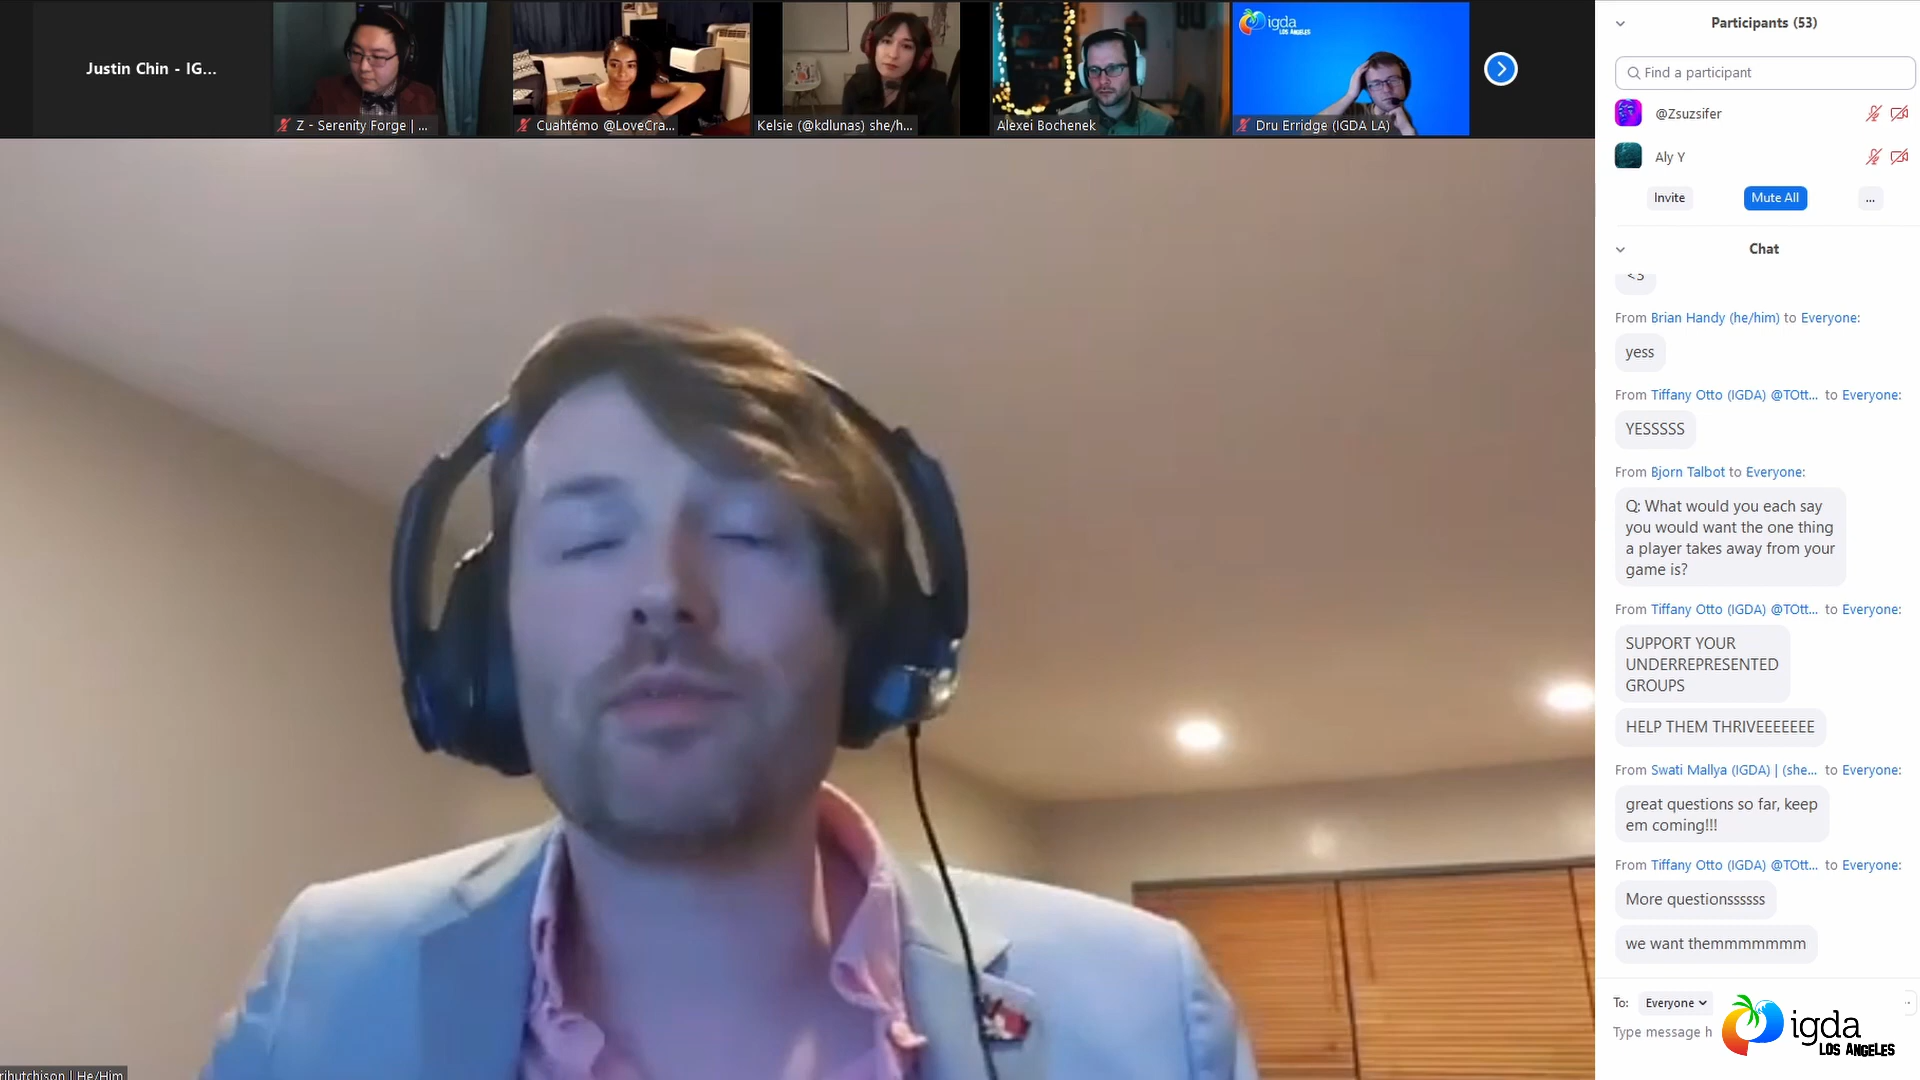 Justin Chin - IG...
Z - Serenity Forge | ...
Cuahtémo @LoveCra...
Kelsie (@kdlunas) she/h...
Alexei Bochenek
igda
LOS ANGELES
Dru Erridge (IGDA LA)
rihutchison | He/Him
Participants (53)
Find a participant
@Zsuzsifer
Aly Y
Invite
Mute All
...
Chat
<3
From Brian Handy (he/him) to Everyone:
yess
From Tiffany Otto (IGDA) @TOtt... to Everyone:
YESSSSS
From Bjorn Talbot to Everyone:
Q: What would you each say
you would want the one thing
a player takes away from your
game is?
From Tiffany Otto (IGDA) @TOtt... to Everyone:
SUPPORT YOUR
UNDERREPRESENTED
GROUPS
HELP THEM THRIVEEEEEEE
From Swati Mallya (IGDA) | (she... to Everyone:
great questions so far, keep
em coming!!!
From Tiffany Otto (IGDA) @TOtt... to Everyone:
More questionssssss
we want themmmmmmm
To: Everyone
Type message h
igda
LOS ANGELES